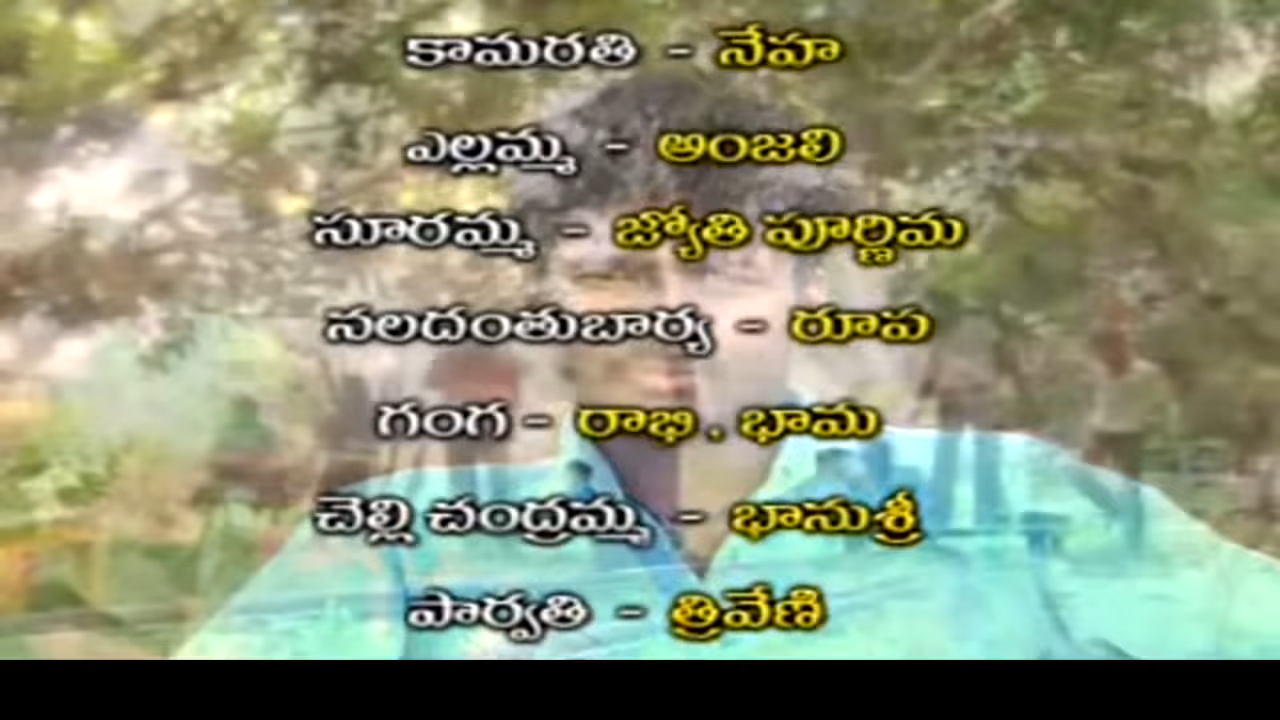 కామరతి - నేహ
ఎల్లమ్మ - అంజలి
సూరమ్మ - జ్యోతి పూర్ణిమ
నలదంతుబార్య - రూప
గంగ - రాభి . భామ
చెల్లి చంద్రమ్మ - భానుశ్రీ
పార్వతి - త్రివేణి